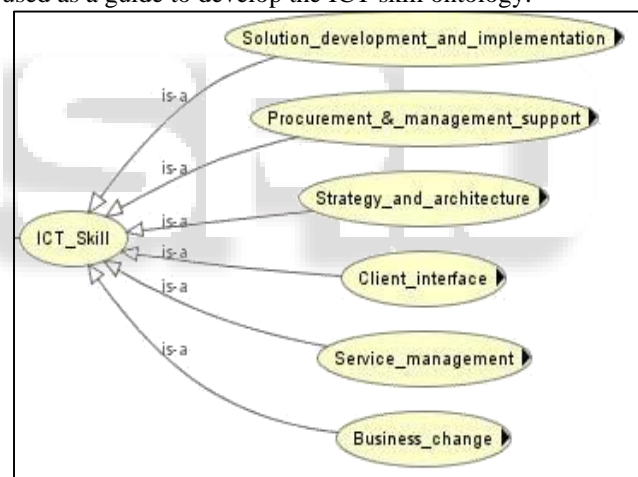 used as a guide to develop the ICT skill ontology.
Solution_development_and_implementation
is-a
Procurement_&_management_support
is-a
Strategy_and_architecture
is-a
ICT_Skill
is-a
Client_interface
is-a
Service_management
is-a
Business_change